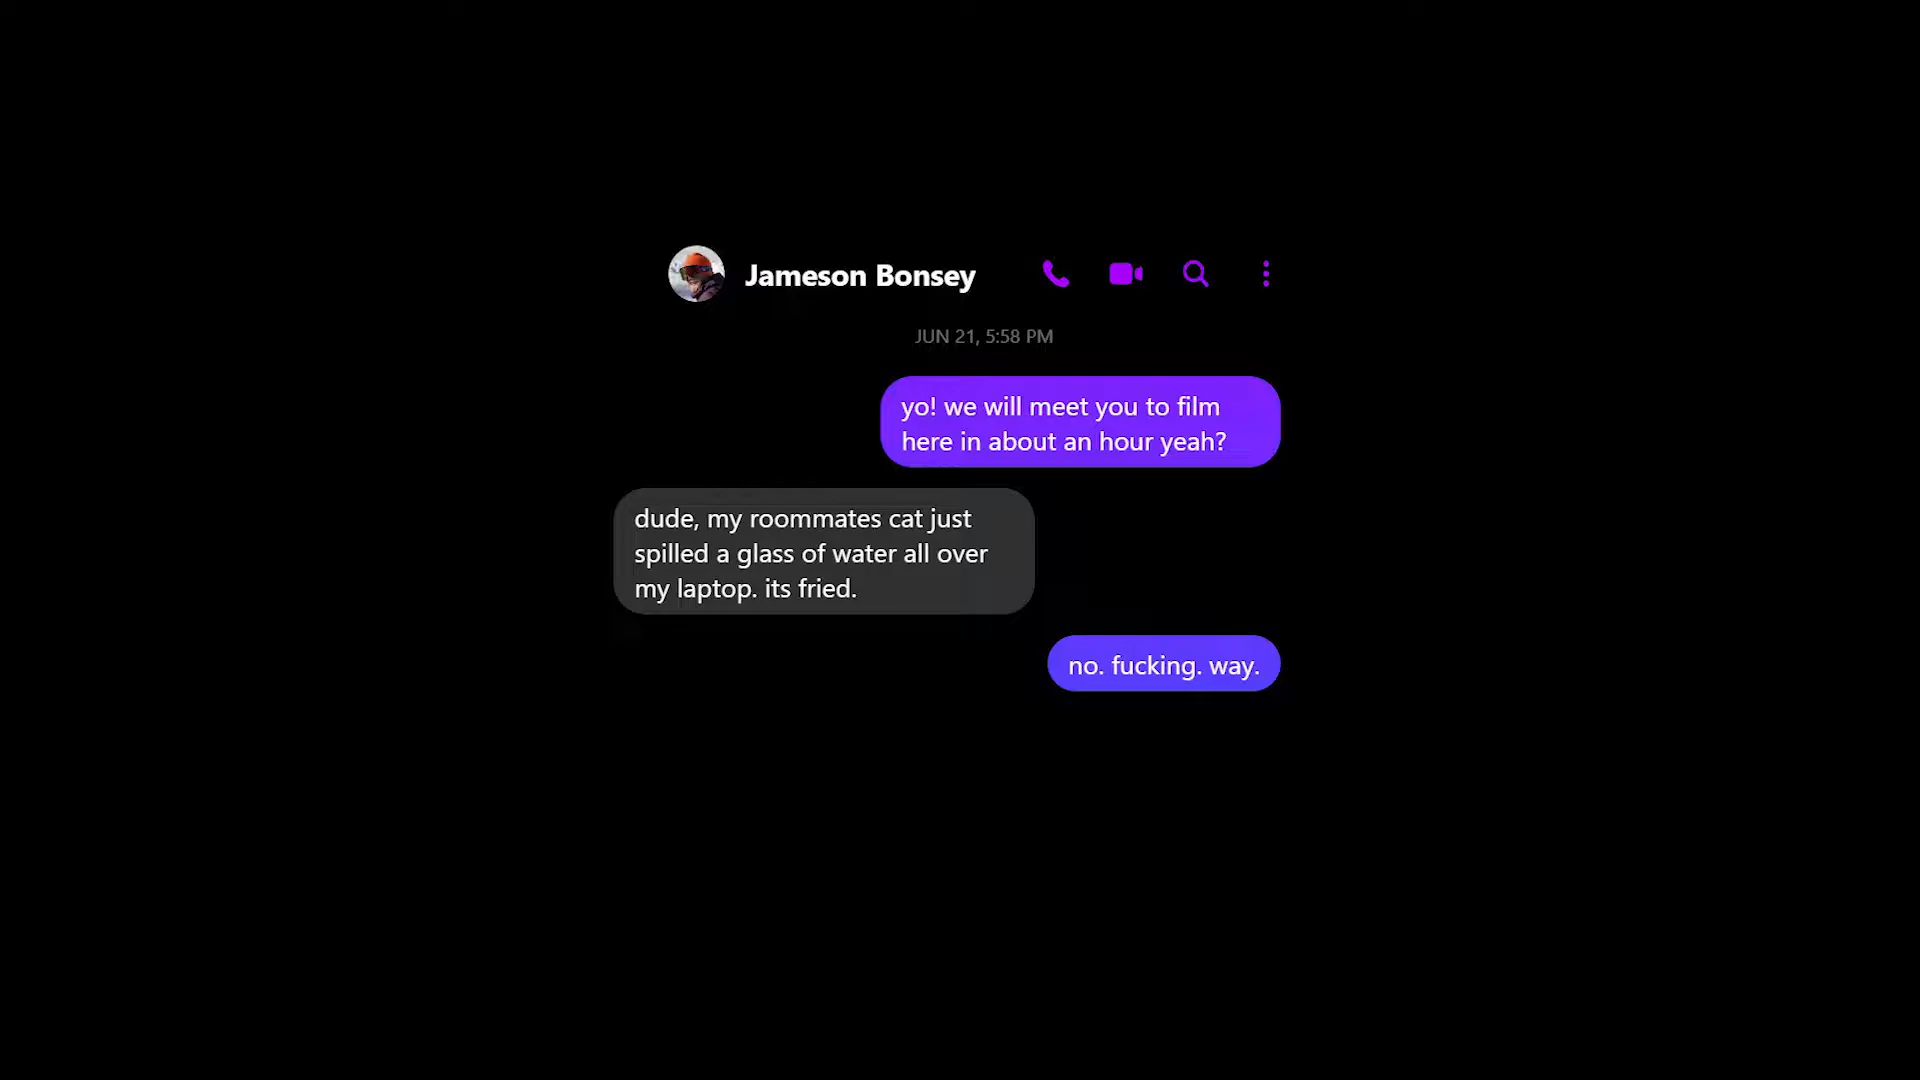 Jameson Bonsey
JUN 21, 5:58 PM
yo! we will meet you to film
here in about an hour yeah?
dude, my roommates cat just
spilled a glass of water all over
my laptop. its fried.
no. fucking. way.